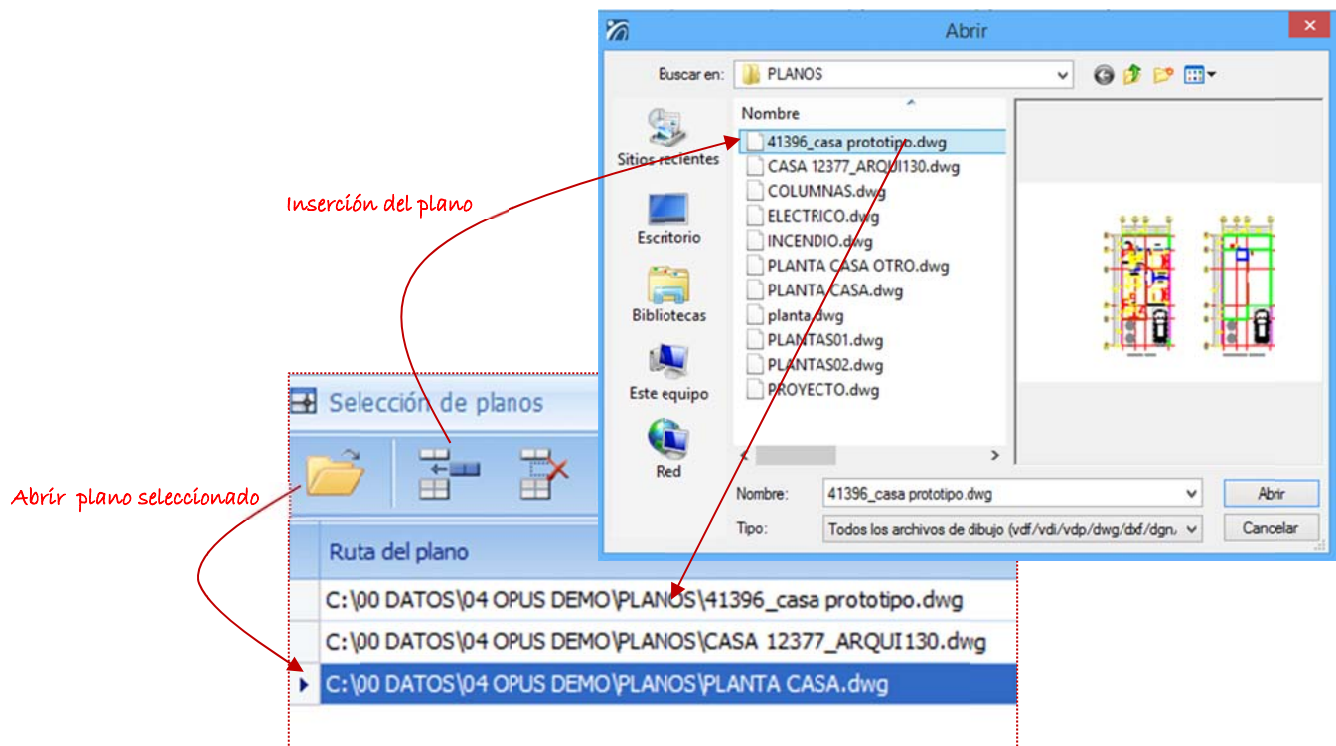 Abrir
Buscar en:
PLANOS
Nombre
41396_casa prototipo.dwg
CASA 12377_ARQUI130.dwg
COLUMNAS.dwg
ELECTRICO.dwg
INCENDIO.dwg
PLANTA CASA OTRO.dwg
PLANTA CASA.dwg
planta.dwg
PLANTAS01.dwg
PLANTAS02.dwg
PROYECTO.dwg
Sitios recientes
Escritorio
Bibliotecas
Este equipo
Red
Nombre:
41396_casa prototipo.dwg
Abrir
Tipo:
Todos los archivos de dibujo (vdf/vdi/vdp/dwg/dxf/dgn,
Cancelar
Inserción del plano
Abrir plano seleccionado
Selección de planos
Ruta del plano
C:\00 DATOS\04 OPUS DEMO\PLANOS\41396_casa prototipo.dwg
C:\00 DATOS\04 OPUS DEMO\PLANOS\CASA 12377_ARQUI130.dwg
C:\00 DATOS\04 OPUS DEMO\PLANOS\PLANTA CASA.dwg